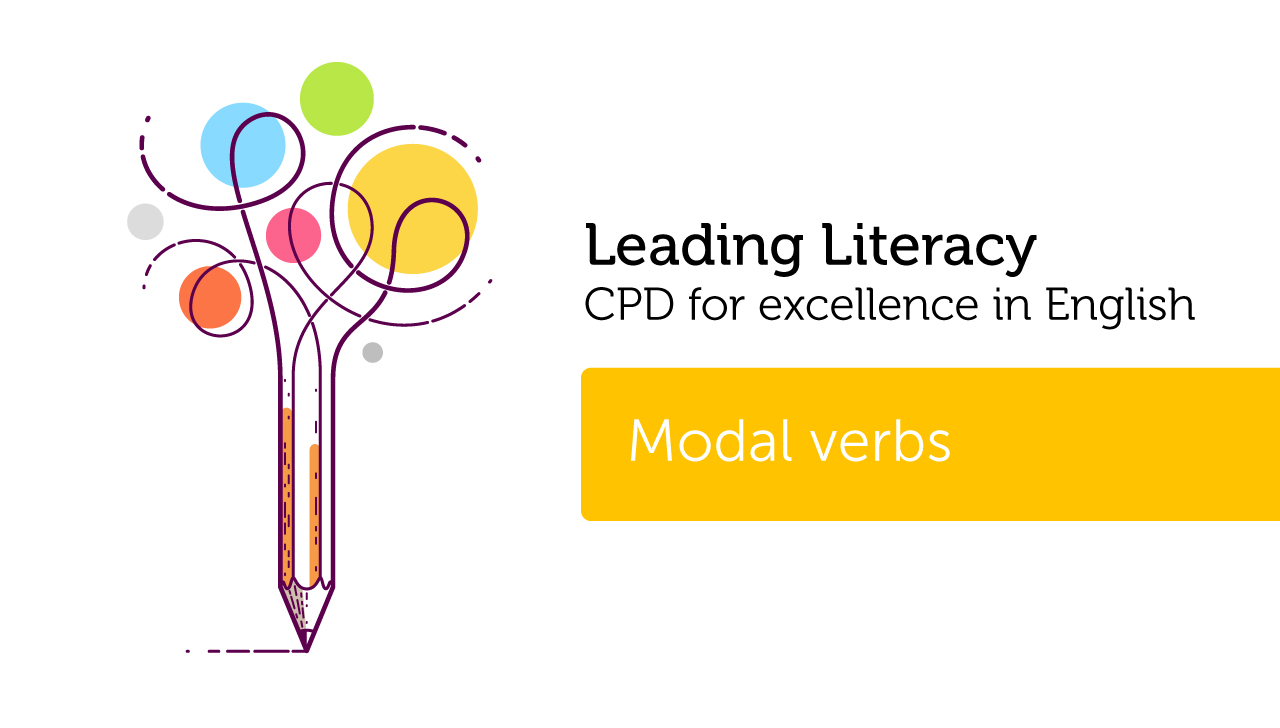 Leading Literacy
CPD for excellence in English
Modal verbs